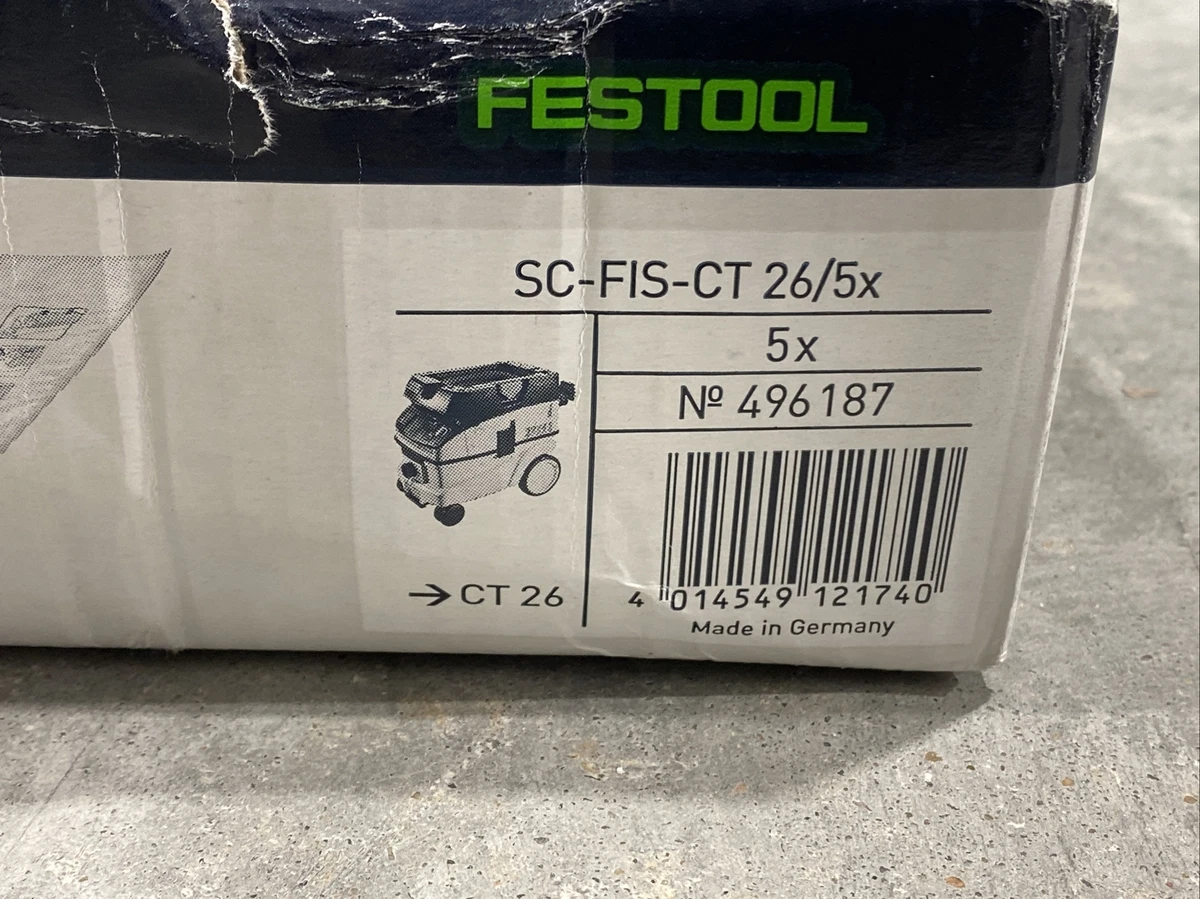 FESTOOL
SC-FIS-CT 26/5x
5x
Nº 496187
→ CT 26
4 014549 121740
Made in Germany